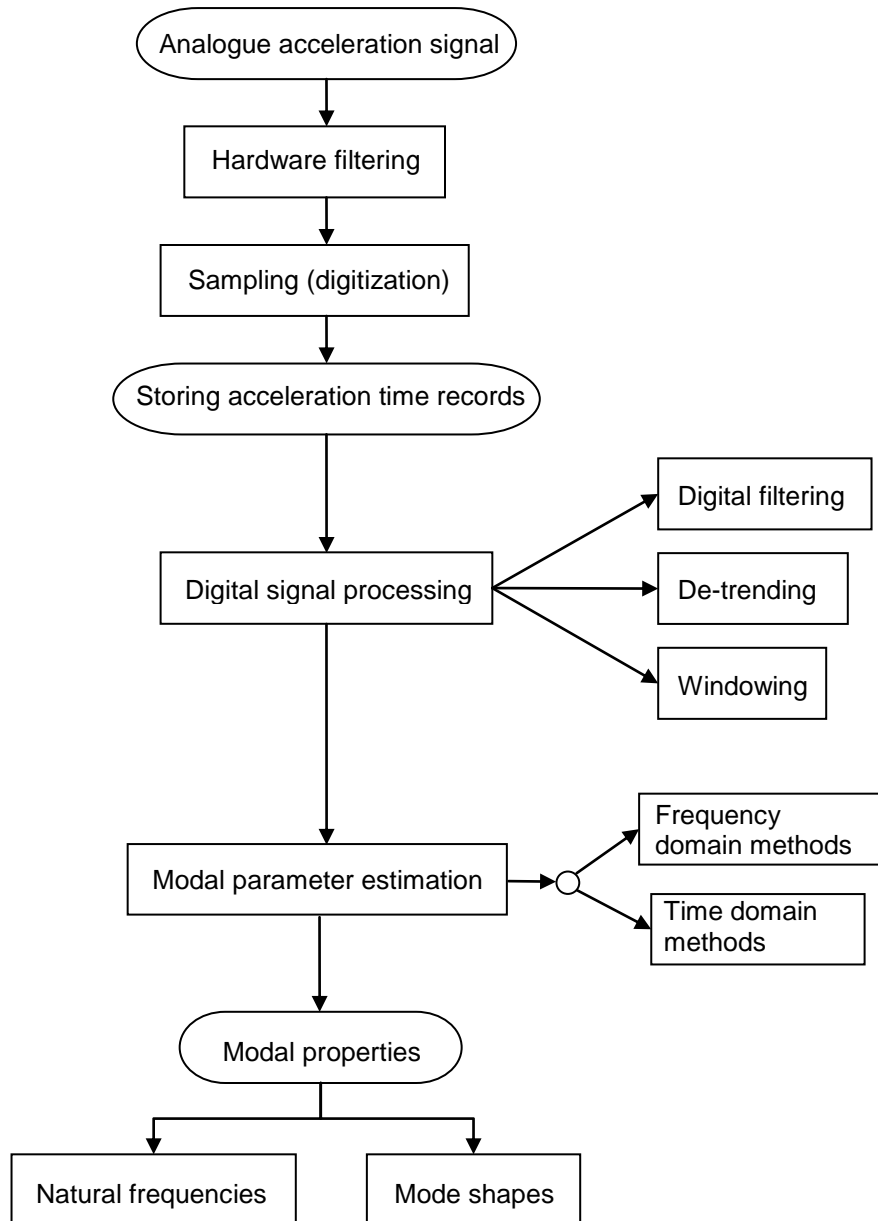 Analogue acceleration signal
Hardware filtering
Sampling (digitization)
Storing acceleration time records
Digital filtering
Digital signal processing
De-trending
Windowing
Frequency
domain methods
Modal parameter estimation
Time domain
methods
Modal properties
Natural frequencies
Mode shapes